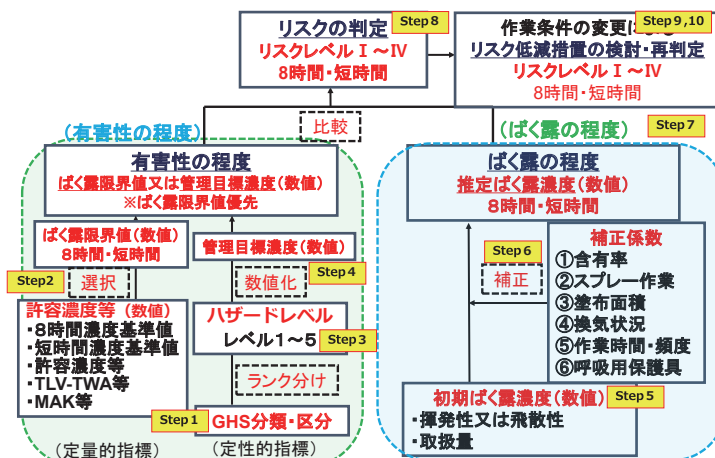 リスクの判定
Step 8
リスクレベル Ⅰ～Ⅳ
8時間・短時間
作業条件の変更に
Step 9, 10
リスク低減措置の検討・再判定
リスクレベル Ⅰ～Ⅳ
8時間・短時間
比較
(有害性の程度)
(ばく露の程度)
Step 7
有害性の程度
ばく露限界値又は管理目標濃度(数値)
※ばく露限界値優先
ばく露限界値(数値)
8時間・短時間
管理目標濃度(数値)
Step2
選択
数値化
Step 4
許容濃度等 (数値)
・8時間濃度基準値
・短時間濃度基準値
・許容濃度等
・TLV-TWA等
・MAK等
ハザードレベル
レベル1～5
Step 3
ランク分け
Step1
GHS分類・区分
(定量的指標)
(定性的指標)
ばく露の程度
推定ばく露濃度(数値)
8時間・短時間
Step 6
補正
補正係数
①含有率
②スプレー作業
③塗布面積
④換気状況
⑤作業時間・頻度
⑥呼吸用保護具
初期ばく露濃度(数値)
Step 5
・揮発性又は飛散性
・取扱量